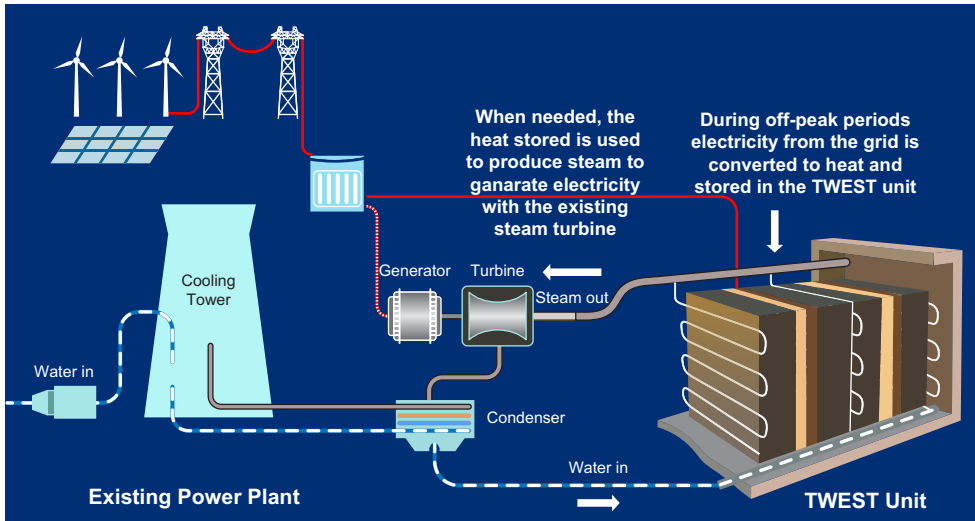 When needed, the
heat stored is used
to produce steam to
ganarate electricity
with the existing
steam turbine
During off-peak periods
electricity from the grid is
converted to heat and
stored in the TWEST unit
Cooling
Tower
Generator
Turbine
Steam out
Water in
Condenser
Water in
Existing Power Plant
TWEST Unit